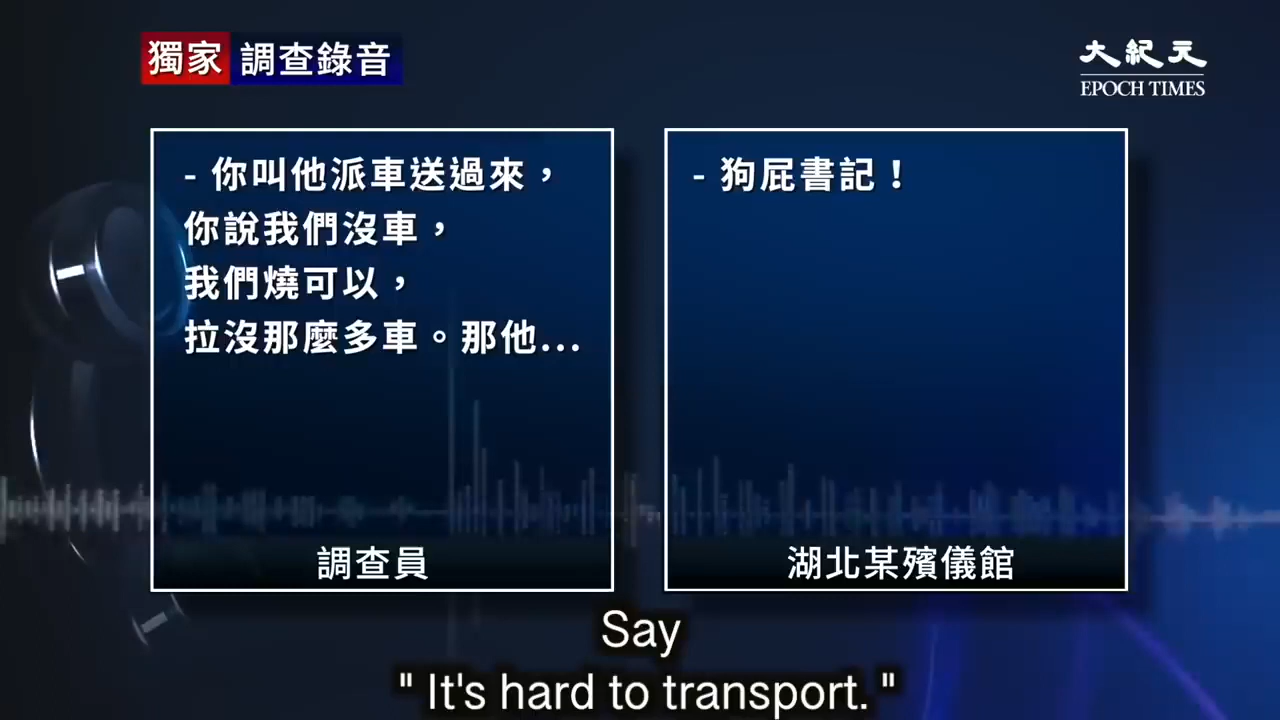 獨家 調查錄音
大紀元
EPOCH TIMES
- 你叫他派車送過來，
你說我們沒車，
我們燒可以，
拉沒那麼多車。那他...
調查員
- 狗屁書記！
湖北某殯儀館
Say
" It's hard to transport. "